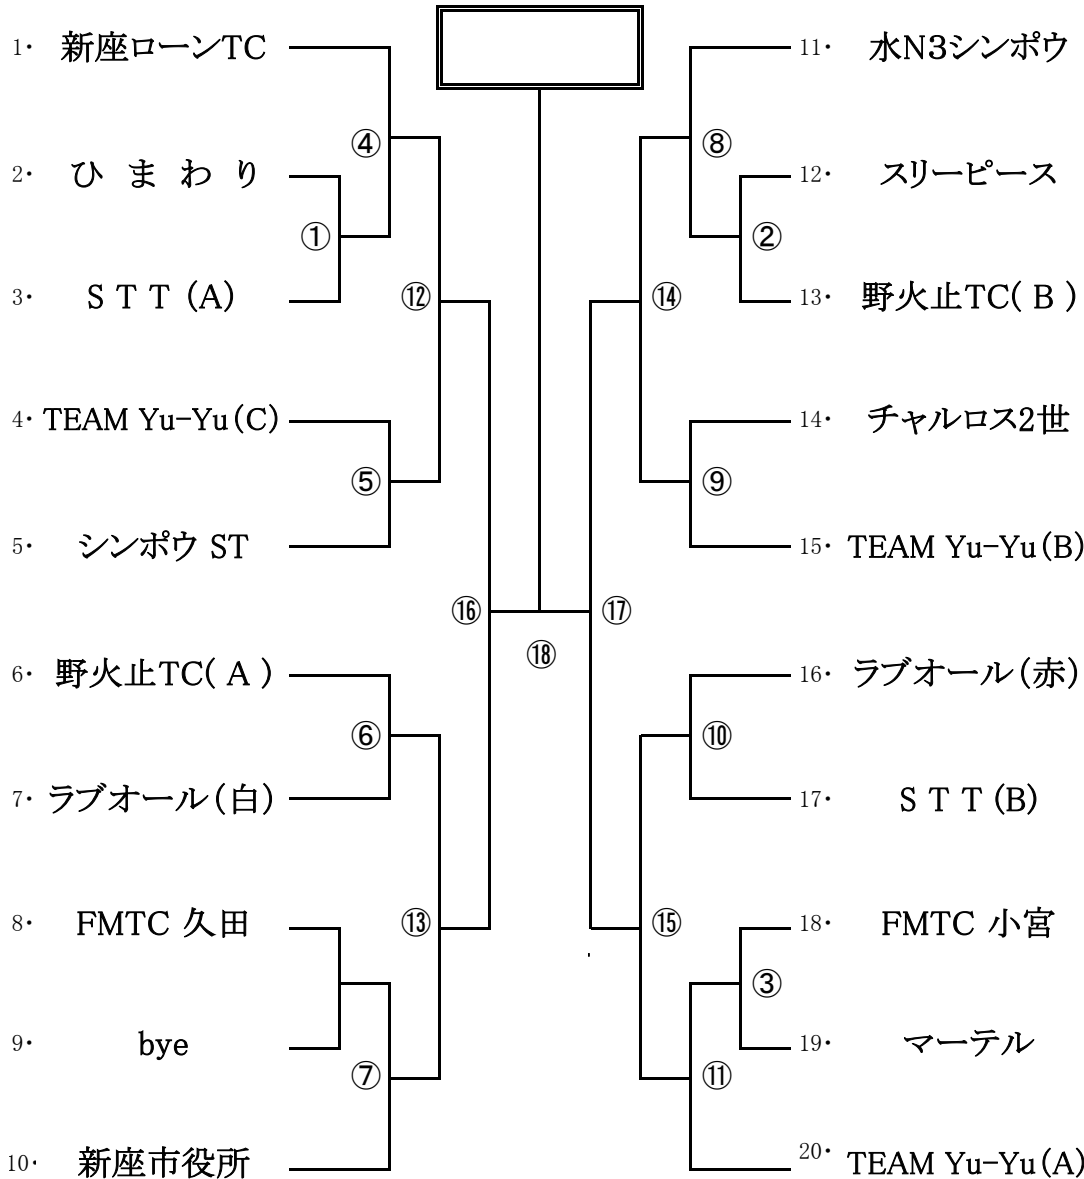 1・ 新座ローンTC
④
2・ ひ ま わ り
①
3・ S T T (A)
⑫
4・ TEAM Yu-Yu(C)
⑤
5・ シンポウ ST
⑯
6・ 野火止TC( A )
⑥
7・ ラブオール(白)
8・ FMTC 久田
⑬
9・ bye
⑦
10・ 新座市役所
⑱
11・ 水N3シンポウ
⑧
12・ スリーピース
②
13・ 野火止TC( B )
⑭
14・ チャルロス2世
⑨
15・ TEAM Yu-Yu(B)
⑰
16・ ラブオール(赤)
⑩
17・ S T T (B)
18・ FMTC 小宮
⑮
③
19・ マーテル
⑪
20・ TEAM Yu-Yu(A)